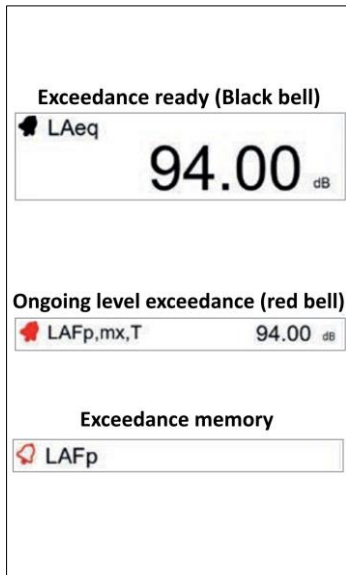 Exceedance ready (Black bell)
LAeq
94.00 dB
Ongoing level exceedance (red bell)
LAFp,mx,T 94.00 dB
Exceedance memory
LAFp